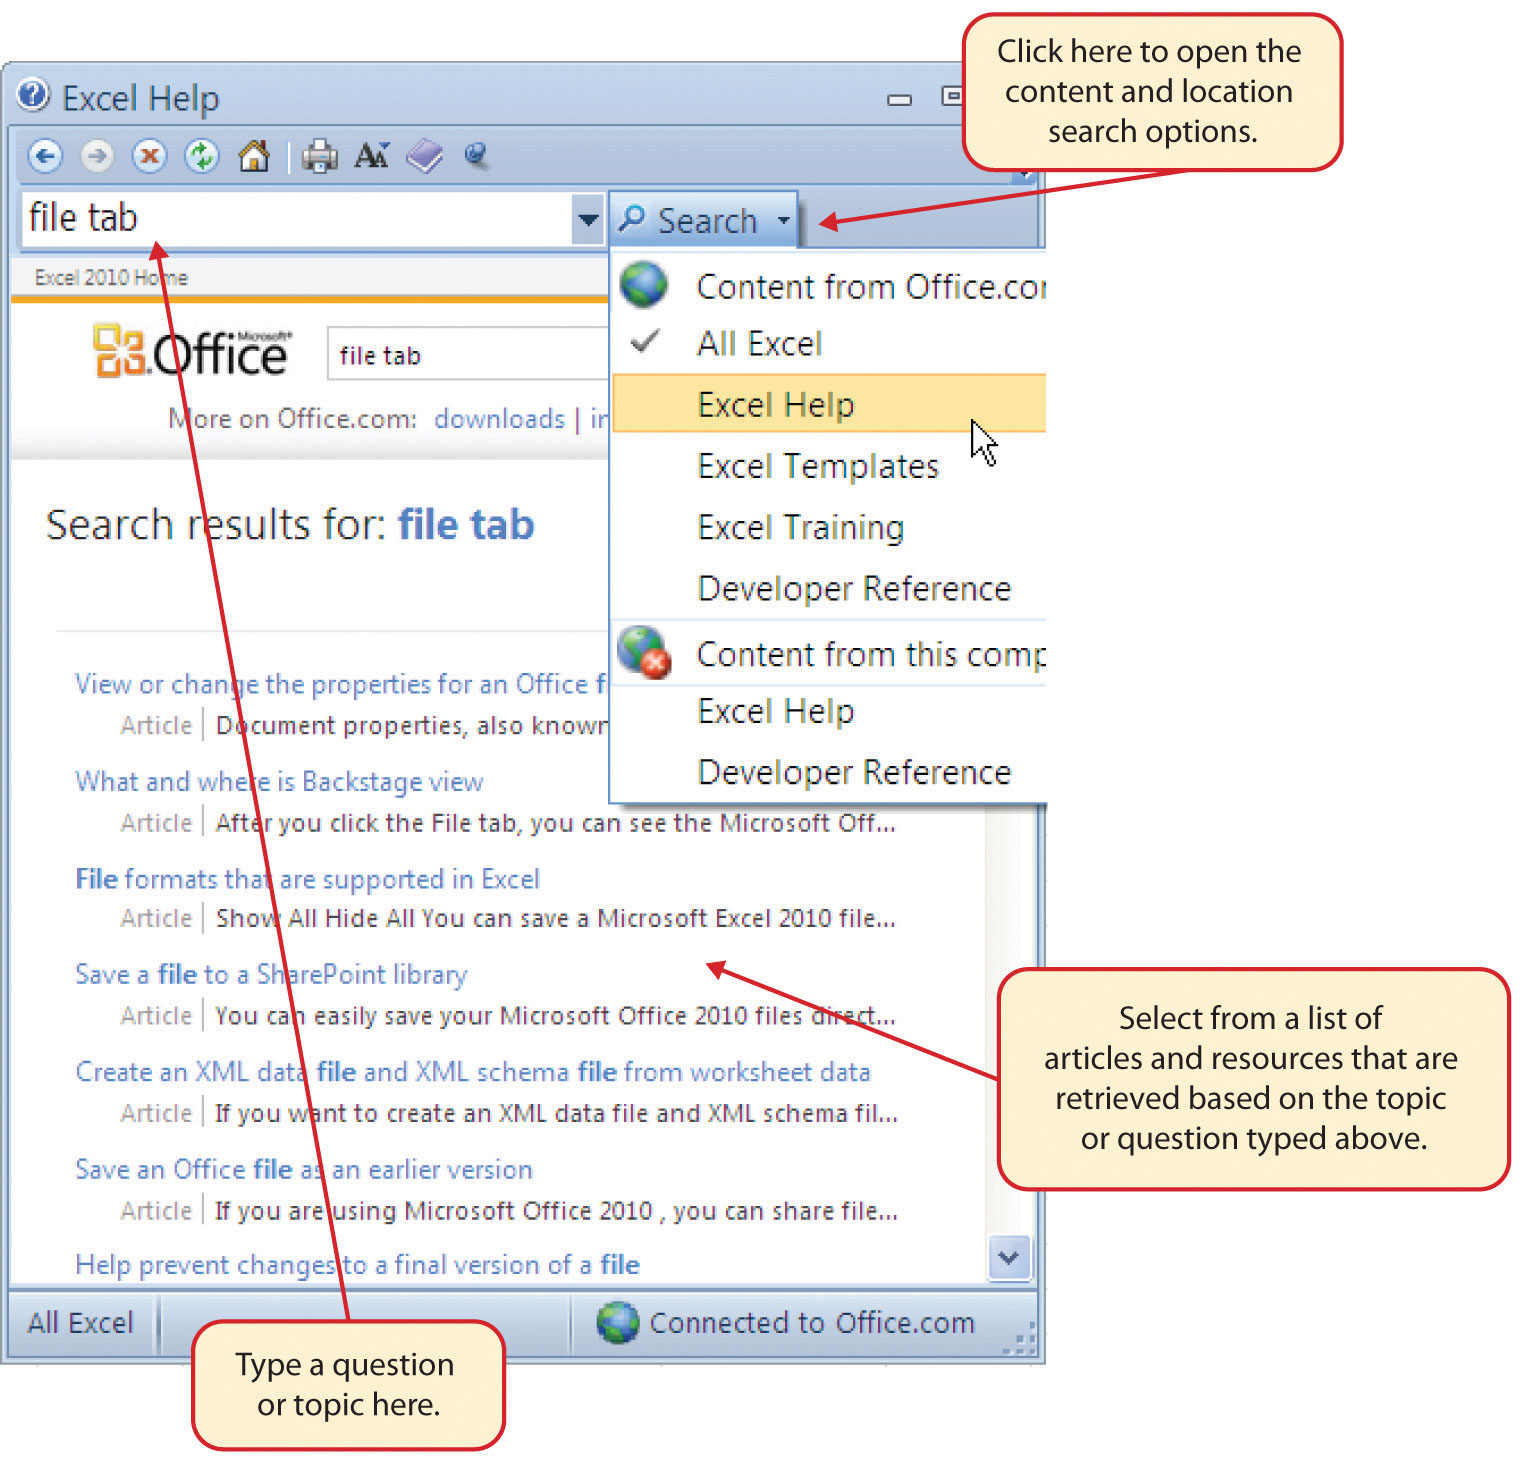 Click here to open the
content and location
search options.
Excel Help
file tab
Search
Excel 2010 Home
Content from Office.co
All Excel
Excel Help
Excel Templates
Excel Training
Developer Reference
Content from this comp
Excel Help
Developer Reference
Microsoft
Office
file tab
More on Office.com: downloads | in
Search results for: file tab
View or change the properties for an Office f
Article | Document properties, also known
What and where is Backstage view
Article | After you click the File tab, you can see the Microsoft Off...
File formats that are supported in Excel
Article | Show All Hide All You can save a Microsoft Excel 2010 file...
Save a file to a SharePoint library
Article | You can easily save your Microsoft Office 2010 files direct...
Create an XML data file and XML schema file from worksheet data
Article | If you want to create an XML data file and XML schema fil...
Save an Office file as an earlier version
Article | If you are using Microsoft Office 2010 , you can share file...
Help prevent changes to a final version of a file
Select from a list of
articles and resources that are
retrieved based on the topic
or question typed above.
All Excel
Connected to Office.com
Type a question
or topic here.